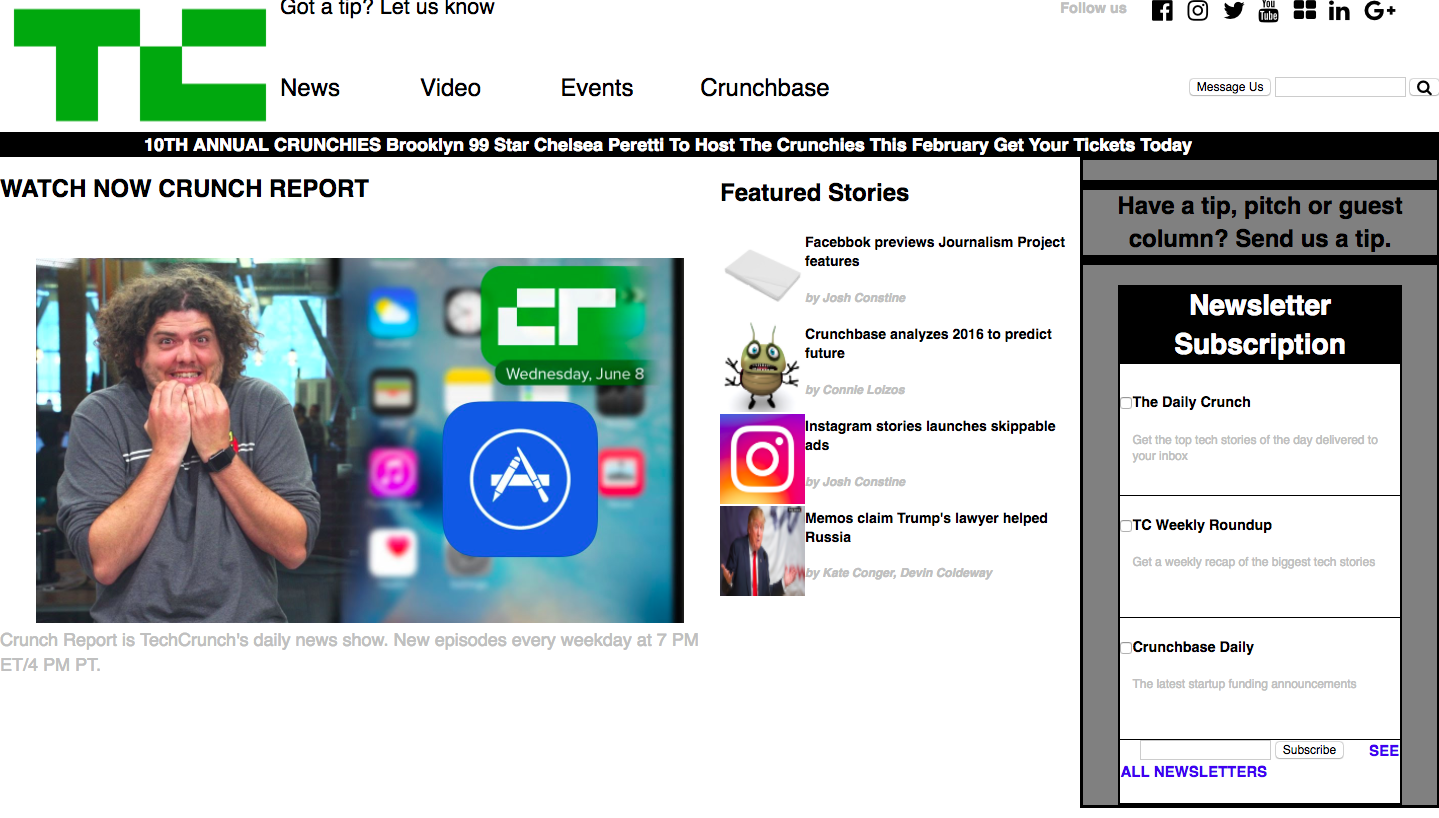 Got a tip? Let us know
Follow us
You
Tube
TC
News
Video
Events
Crunchbase
Message Us
10TH ANNUAL CRUNCHIES Brooklyn 99 Star Chelsea Peretti To Host The Crunchies This February Get Your Tickets Today
WATCH NOW CRUNCH REPORT
Wednesday, June 8
Crunch Report is TechCrunch's daily news show. New episodes every weekday at 7 PM
ET/4 PM PT.
Featured Stories
Facebbok previews Journalism Project
features
by Josh Constine
Crunchbase analyzes 2016 to predict
future
by Connie Loizos
Instagram stories launches skippable
ads
by Josh Constine
Memos claim Trump's lawyer helped
Russia
by Kate Conger, Devin Coldeway
Have a tip, pitch or guest
column? Send us a tip.
Newsletter
Subscription
The Daily Crunch
Get the top tech stories of the day delivered to
your inbox
TC Weekly Roundup
Get a weekly recap of the biggest tech stories
Crunchbase Daily
The latest startup funding announcements
Subscribe
SEE
ALL NEWSLETTERS